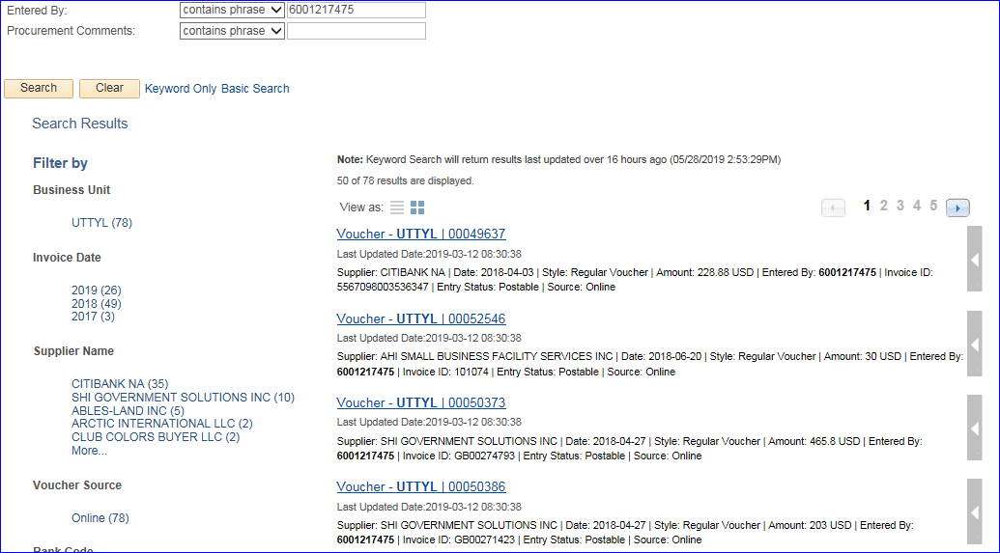 Entered By: contains phrase 6001217475
Procurement Comments: contains phrase
Search Clear Keyword Only Basic Search
Search Results
Filter by
Business Unit
UTTYL (78)
Invoice Date
2019 (26)
2018 (49)
2017 (3)
Supplier Name
CITIBANK NA (35)
SHI GOVERNMENT SOLUTIONS INC (10)
ABLES-LAND INC (5)
ARCTIC INTERNATIONAL LLC (2)
CLUB COLORS BUYER LLC (2)
More...
Voucher Source
Online (78)
Bank Code
Note: Keyword Search will return results last updated over 16 hours ago (05/28/2019 2:53:29PM)
50 of 78 results are displayed.
View as: 1 2 3 4 5
Voucher - UTTYL | 00049637
Last Updated Date:2019-03-12 08:30:38
Supplier: CITIBANK NA | Date: 2018-04-03 | Style: Regular Voucher | Amount: 228.88 USD | Entered By: 6001217475 | Invoice ID:
5567098003536347 | Entry Status: Postable | Source: Online
Voucher - UTTYL | 00052546
Last Updated Date:2019-03-12 08:30:38
Supplier: AHI SMALL BUSINESS FACILITY SERVICES INC | Date: 2018-06-20 | Style: Regular Voucher | Amount: 30 USD | Entered By:
6001217475 | Invoice ID: 101074 | Entry Status: Postable | Source: Online
Voucher - UTTYL | 00050373
Last Updated Date:2019-03-12 08:30:38
Supplier: SHI GOVERNMENT SOLUTIONS INC | Date: 2018-04-27 | Style: Regular Voucher | Amount: 465.8 USD | Entered By:
6001217475 | Invoice ID: GB00274793 | Entry Status: Postable | Source: Online
Voucher - UTTYL | 00050386
Last Updated Date:2019-03-12 08:30:38
Supplier: SHI GOVERNMENT SOLUTIONS INC | Date: 2018-04-27 | Style: Regular Voucher | Amount: 203 USD | Entered By:
6001217475 | Invoice ID: GB00271423 | Entry Status: Postable | Source: Online